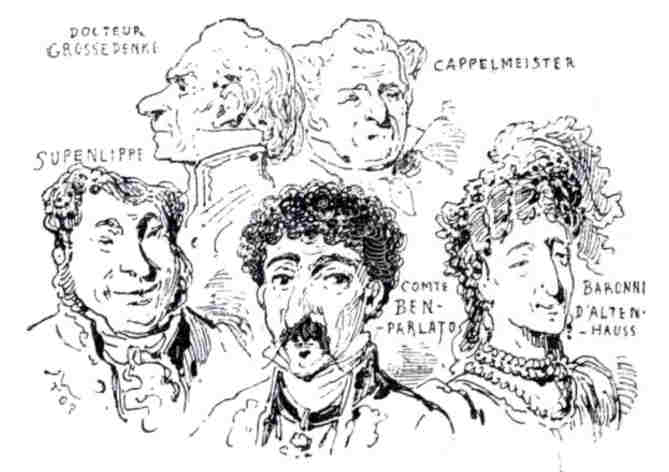 DOCTEUR
GROSSEDENKE
CAPPELMEISTER
SUPENLIPPE
COMTE
BEN-
-PARLATO
BARONNE
D'ALTEN-
-HAUSS